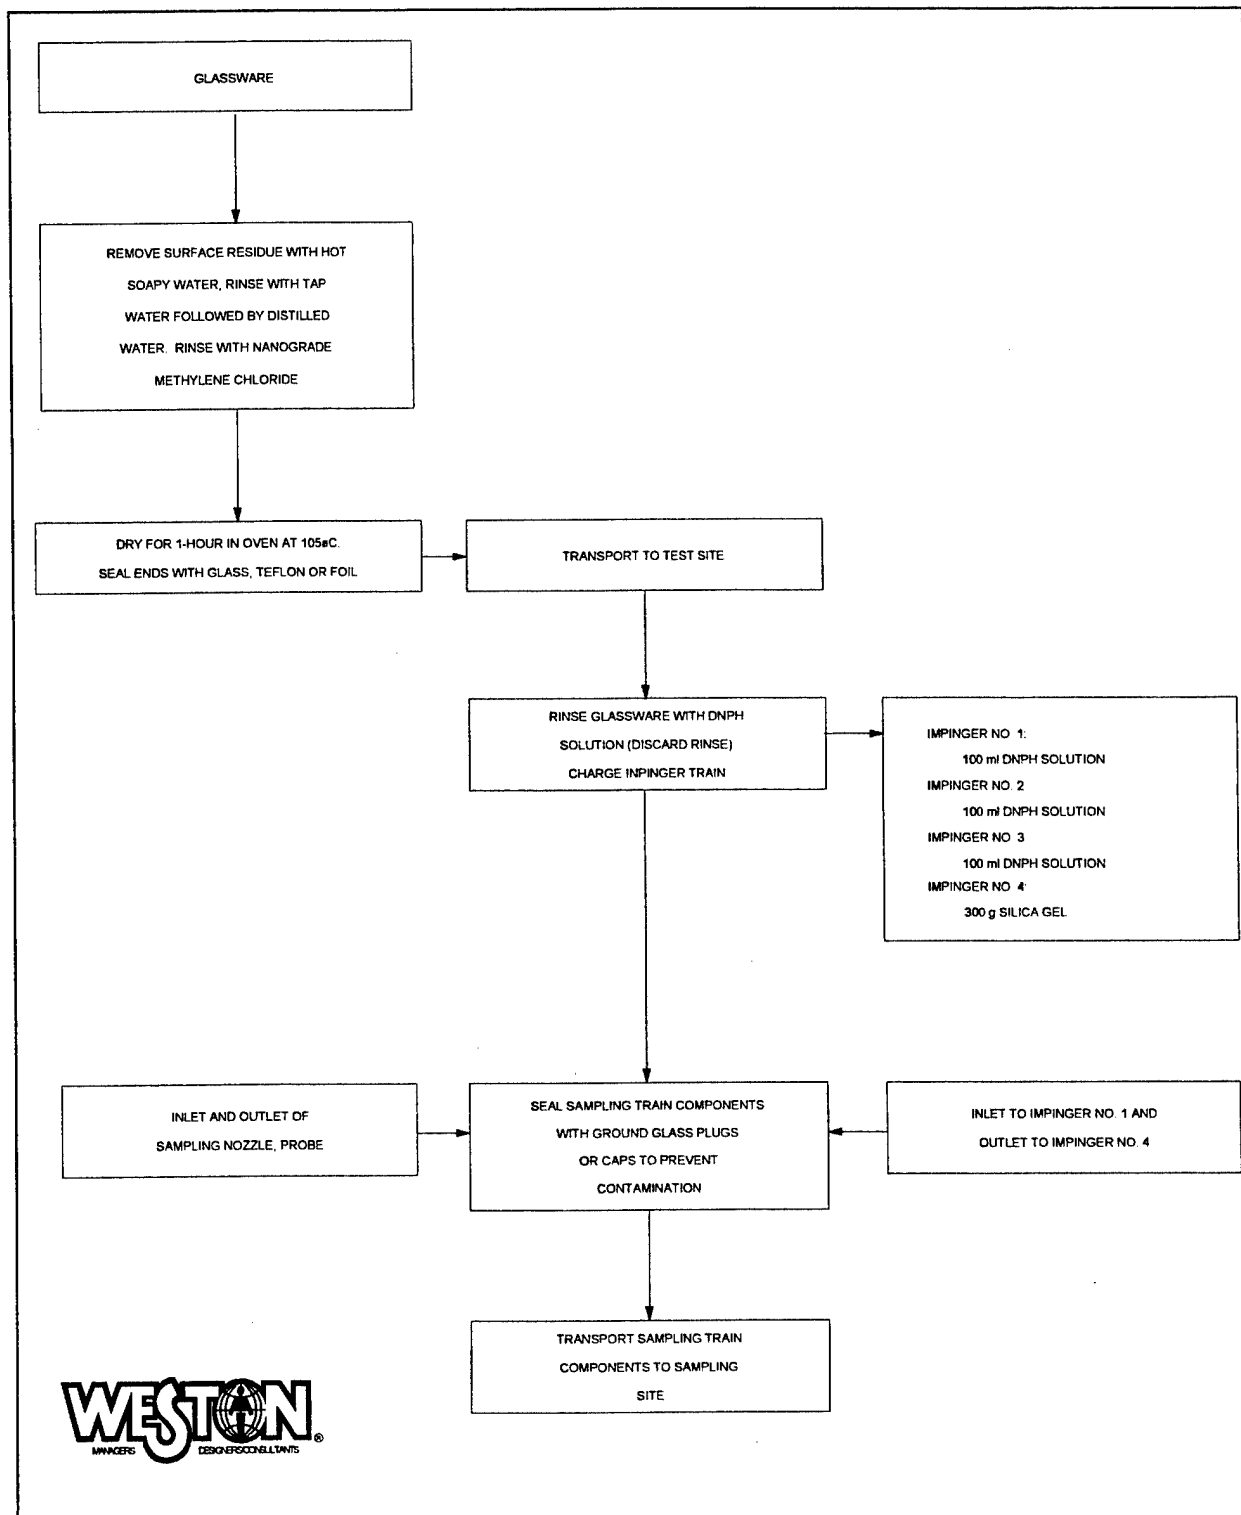 GLASSWARE
REMOVE SURFACE RESIDUE WITH HOT
SOAPY WATER, RINSE WITH TAP
WATER FOLLOWED BY DISTILLED
WATER. RINSE WITH NANOGRADE
METHYLENE CHLORIDE
DRY FOR 1-HOUR IN OVEN AT 105øC.
SEAL ENDS WITH GLASS, TEFLON OR FOIL
TRANSPORT TO TEST SITE
RINSE GLASSWARE WITH DNPH
SOLUTION (DISCARD RINSE)
CHARGE INPINGER TRAIN
IMPINGER NO 1:
100 ml DNPH SOLUTION
IMPINGER NO. 2
100 ml DNPH SOLUTION
IMPINGER NO 3
100 ml DNPH SOLUTION
IMPINGER NO 4:
300 g SILICA GEL
INLET AND OUTLET OF
SAMPLING NOZZLE, PROBE
SEAL SAMPLING TRAIN COMPONENTS
WITH GROUND GLASS PLUGS
OR CAPS TO PREVENT
CONTAMINATION
INLET TO IMPINGER NO. 1 AND
OUTLET TO IMPINGER NO. 4
TRANSPORT SAMPLING TRAIN
COMPONENTS TO SAMPLING
SITE
WESTON®
MANAGERS DESIGNERS/CONSULTANTS